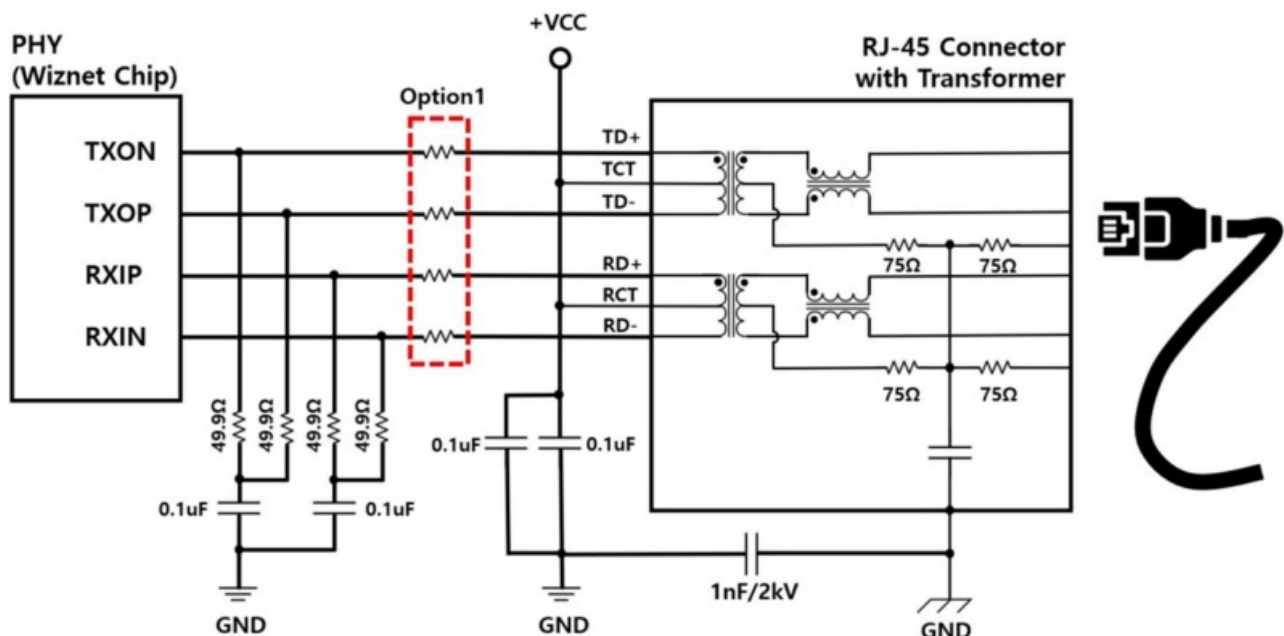 PHY
(Wiznet Chip)
+VCC
RJ-45 Connector
with Transformer
Option1
TXON
TD+
TCT
TXOP
TD-
75Ω
75Ω
RXIP
RD+
RCT
RXIN
RD-
75Ω
75Ω
49.9Ω
49.9Ω
49.9Ω
49.9Ω
0.1uF
0.1uF
0.1uF
0.1uF
1nF/2kV
GND
GND
GND